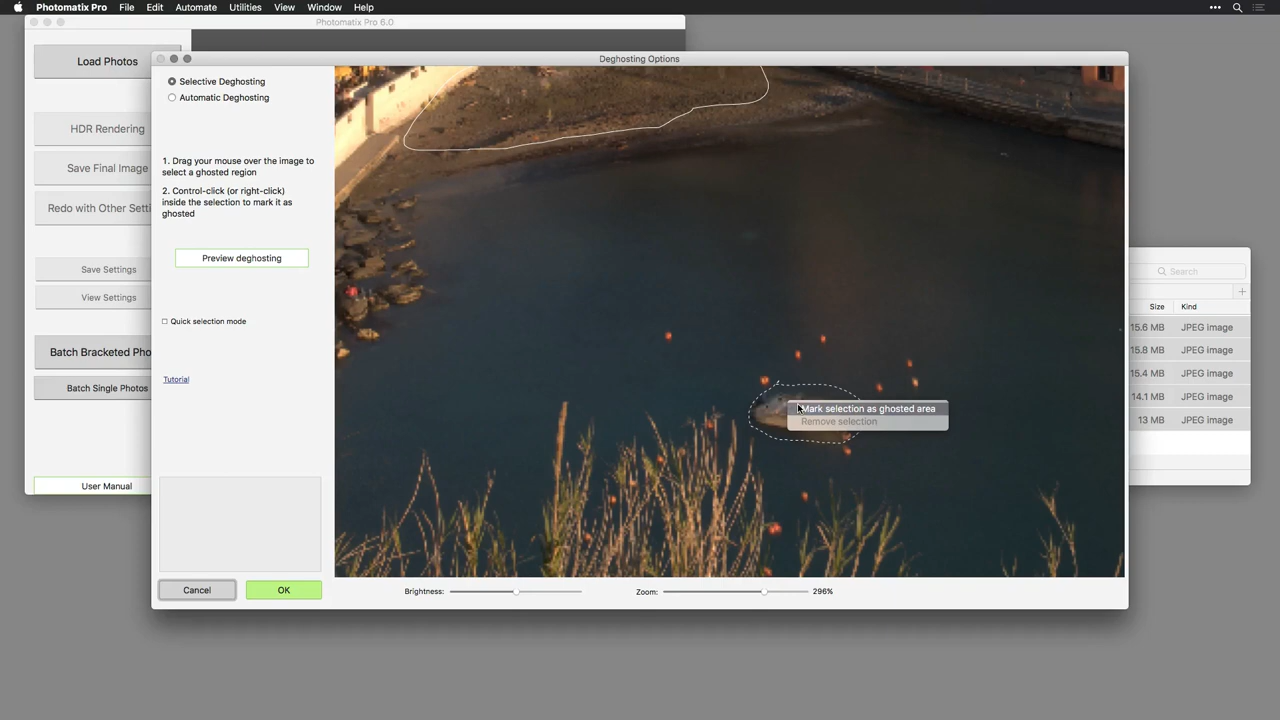 Photomatix Pro File Edit Automate Utilities View Window Help
Photomatix Pro 6.0
Load Photos
HDR Rendering
Save Final Image
Redo with Other Setti
Save Settings
View Settings
Batch Bracketed Pho
Batch Single Photos
User Manual
Deghosting Options
Selective Deghosting
Automatic Deghosting
1. Drag your mouse over the image to
select a ghosted region
2. Control-click (or right-click)
inside the selection to mark it as
ghosted
Preview deghosting
Quick selection mode
Tutorial
Cancel OK
Mark selection as ghosted area
Remove selection
Brightness: Zoom: 296%
Search
Size Kind
15.6 MB JPEG image
15.8 MB JPEG image
15.4 MB JPEG image
14.1 MB JPEG image
13 MB JPEG image